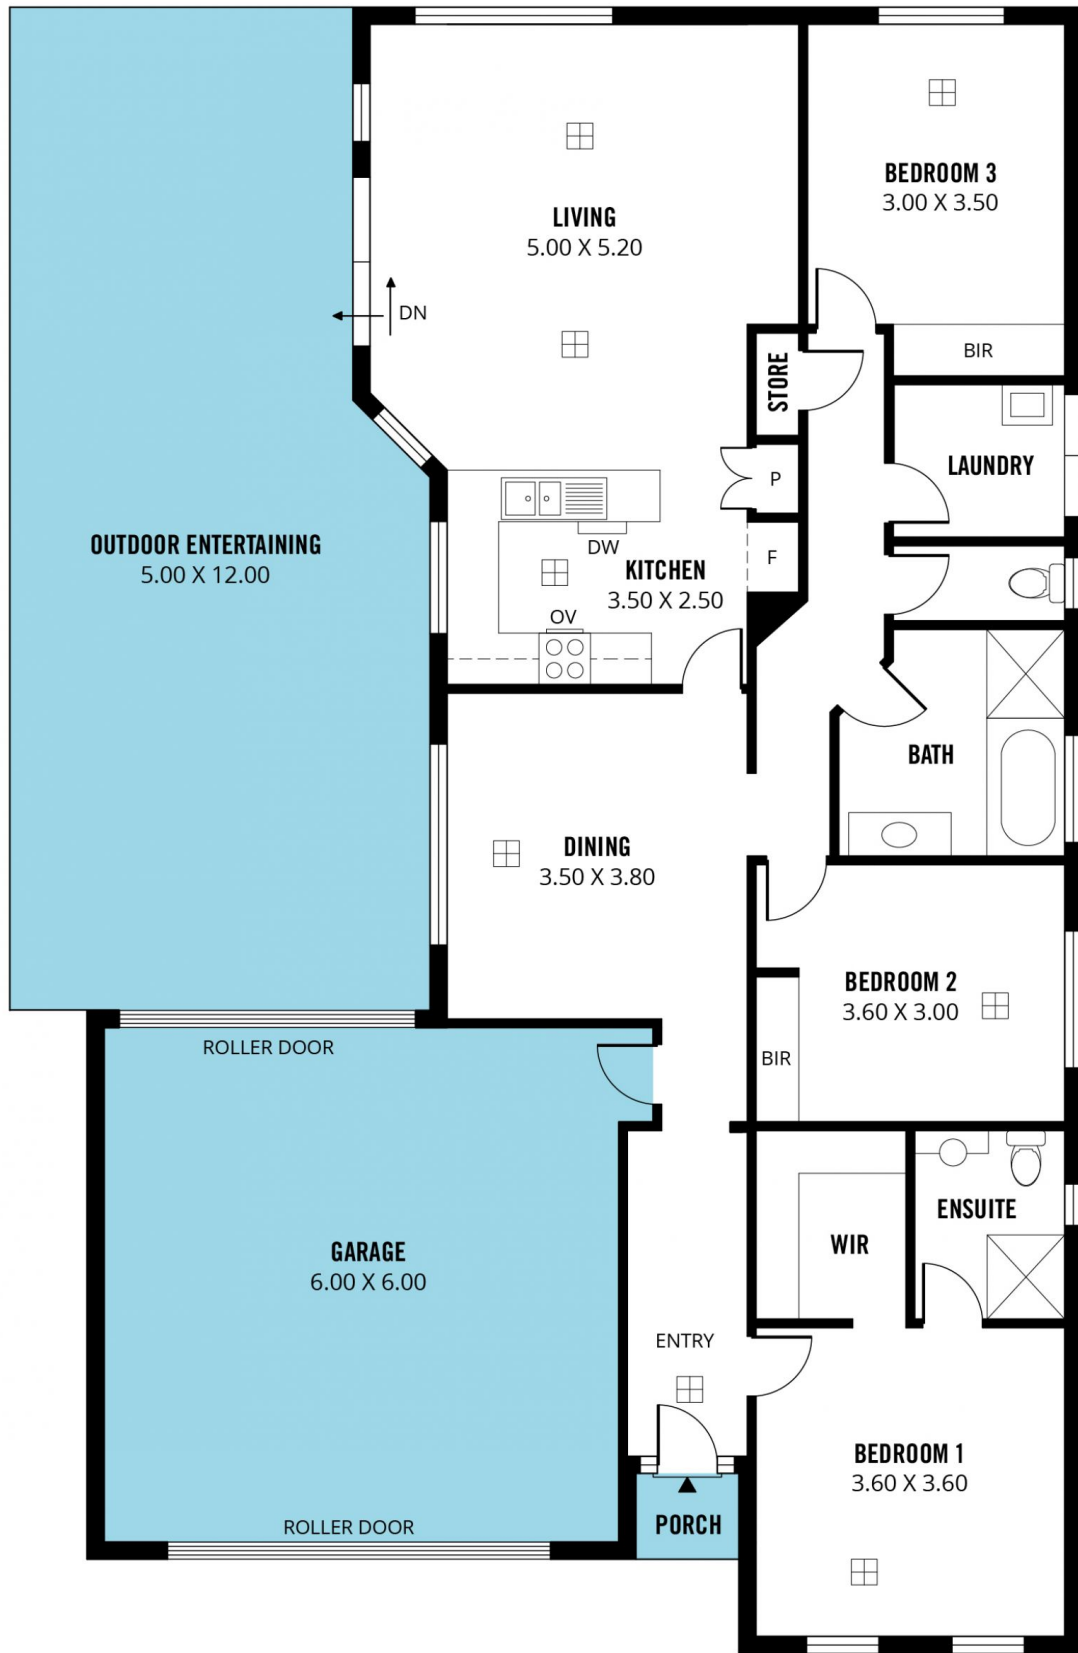 BEDROOM 3
3.00 X 3.50
LIVING
5.00 X 5.20
DN
BIR
STORE
LAUNDRY
P
OUTDOOR ENTERTAINING
5.00 X 12.00
DW
F
KITCHEN
3.50 X 2.50
OV
BATH
DINING
3.50 X 3.80
BEDROOM 2
3.60 X 3.00
ROLLER DOOR
BIR
ENSUITE
WIR
GARAGE
6.00 X 6.00
ENTRY
BEDROOM 1
3.60 X 3.60
ROLLER DOOR
PORCH